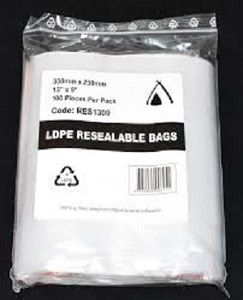 330mm x 230mm
13" x 9"
100 Pieces Per Pack
Code: RES1309
LDPE RESEALABLE BAGS